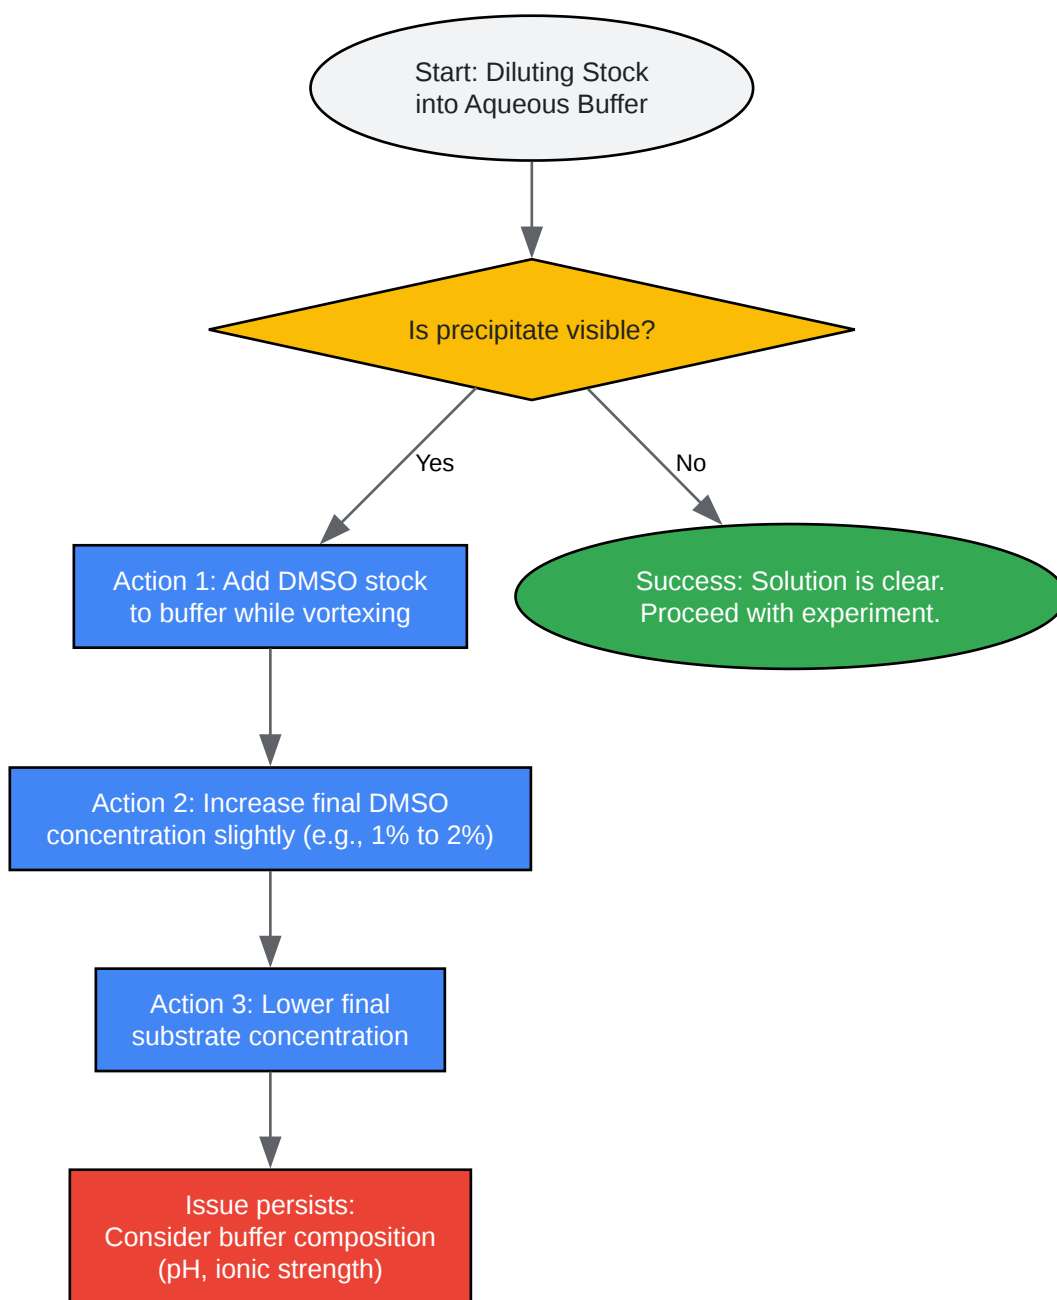 Start: Diluting Stock
into Aqueous Buffer
Is precipitate visible?
Yes
No
Action 1: Add DMSO stock
to buffer while vortexing
Success: Solution is clear.
Proceed with experiment.
Action 2: Increase final DMSO
concentration slightly (e.g., 1% to 2%)
Action 3: Lower final
substrate concentration
Issue persists:
Consider buffer composition
(pH, ionic strength)